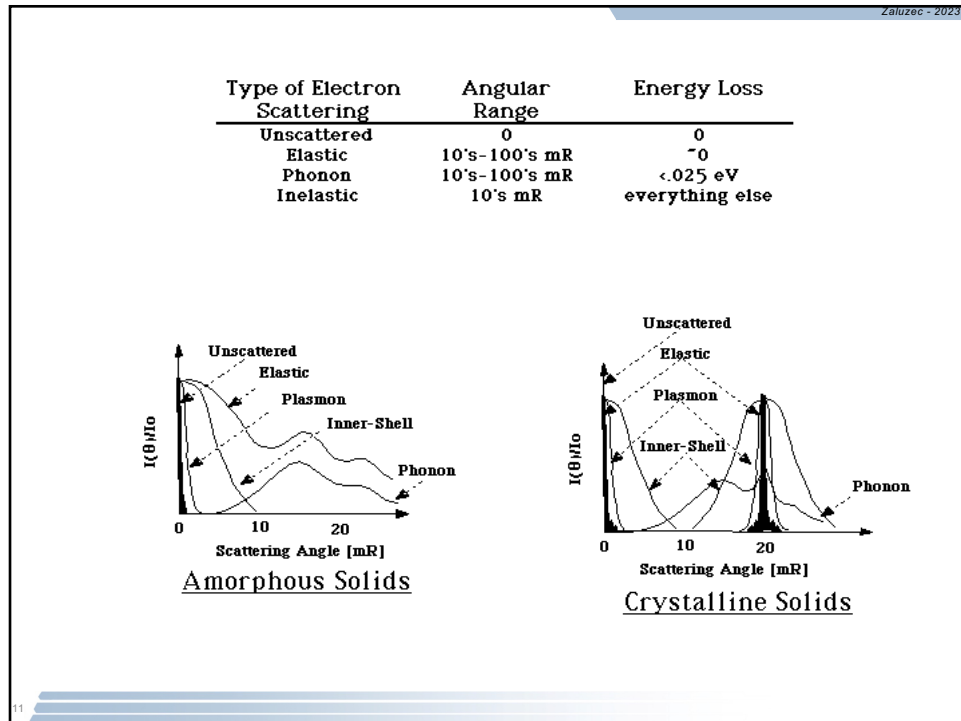 Zaluzec - 2023
Type of Electron Scattering Angular Range Energy Loss
Unscattered 0 0
Elastic 10's-100's mR ~0
Phonon 10's-100's mR <.025 eV
Inelastic 10's mR everything else
Unscattered
Elastic
Plasmon
Inner-Shell
Phonon
I(θ)/Io
0 10 20
Scattering Angle [mR]
Amorphous Solids
Unscattered
Elastic
Plasmon
Inner-Shell
Phonon
I(θ)/Io
0 10 20
Scattering Angle [mR]
Crystalline Solids
11